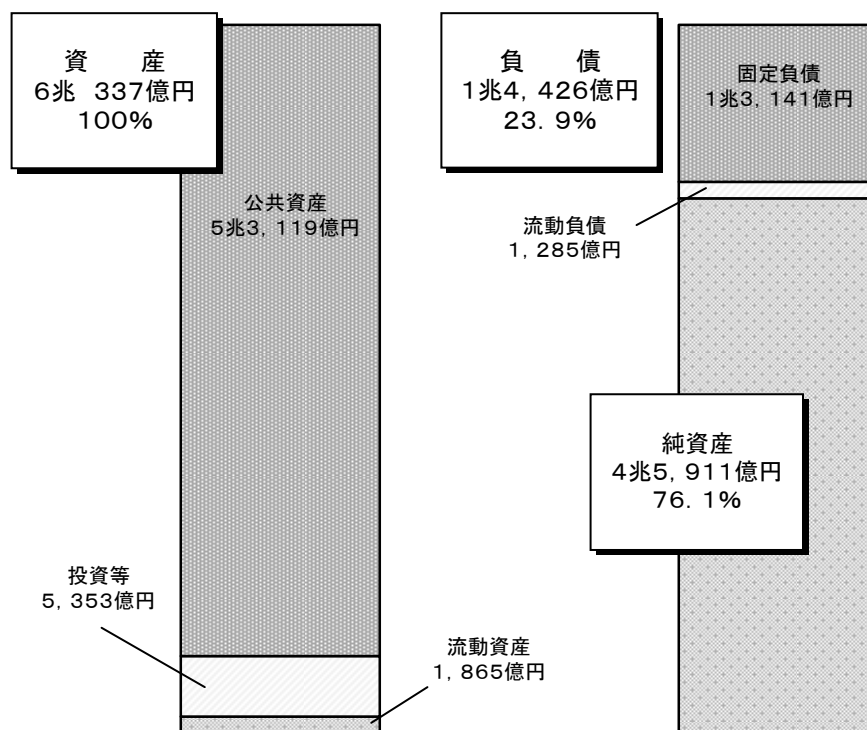 資　産
6兆 337億円
100%
公共資産
5兆3, 119億円
投資等
5, 353億円
流動資産
1, 865億円
負　債
1兆4, 426億円
23. 9%
固定負債
1兆3, 141億円
流動負債
1, 285億円
純資産
4兆5, 911億円
76. 1%